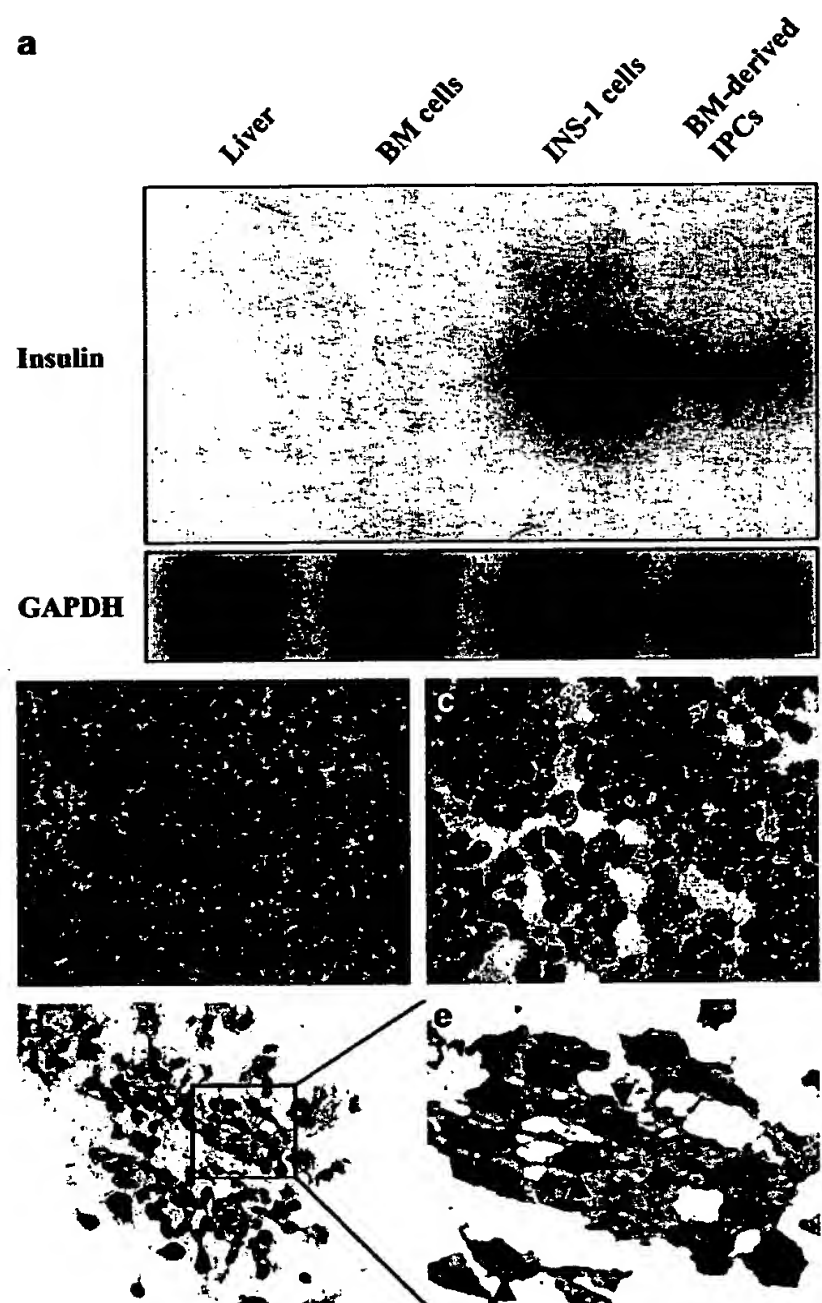 a
Liver
BM cells
INS-1 cells
BM-derived
IPCs
Insulin
GAPDH
c
e